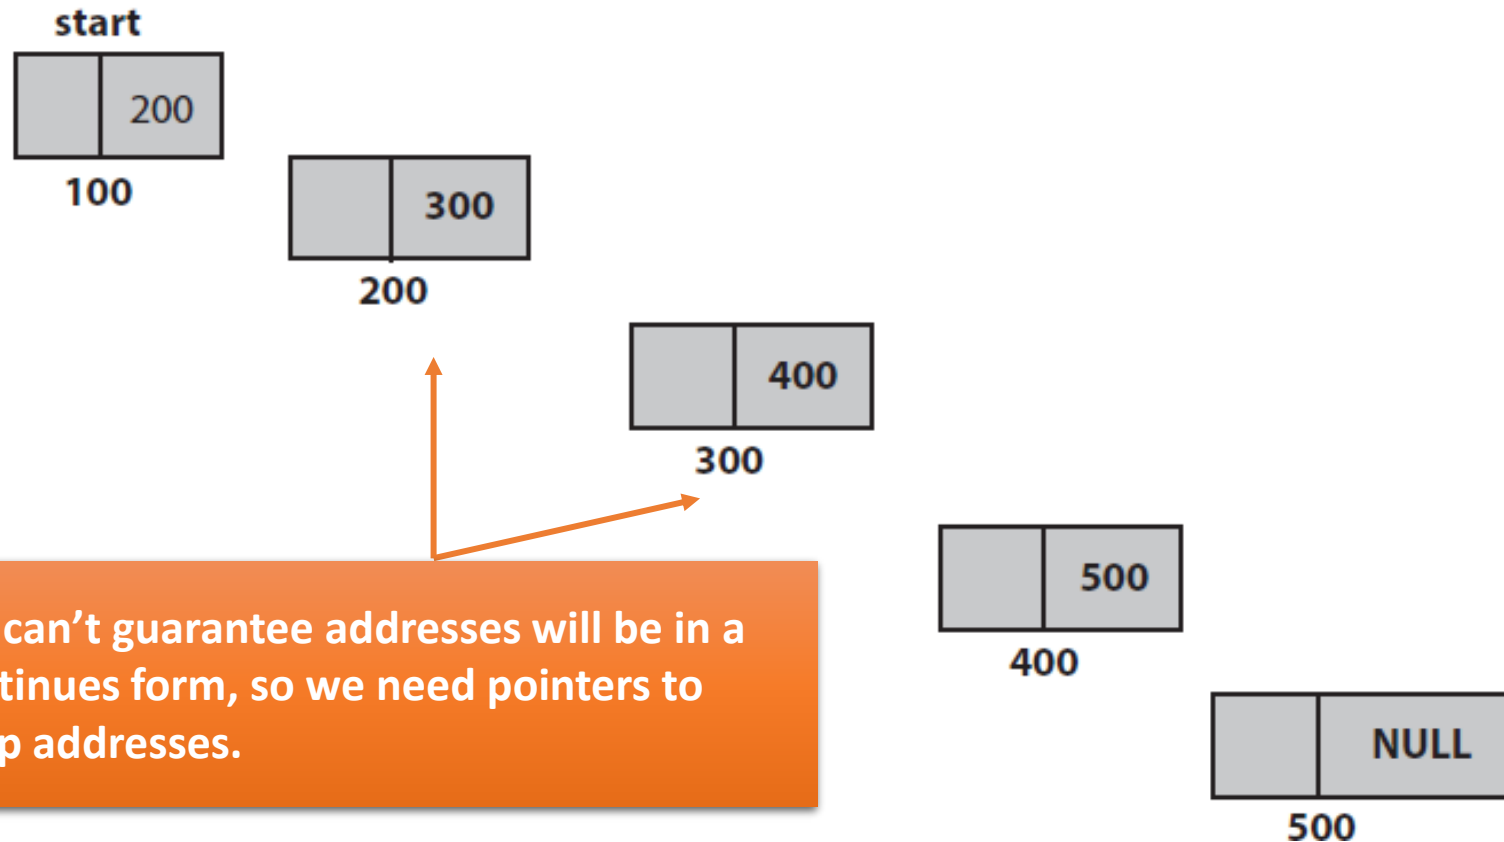 start
200
100
300
200
400
300
500
400
can't guarantee addresses will be in a
tinues form, so we need pointers to
p addresses.
NULL
500